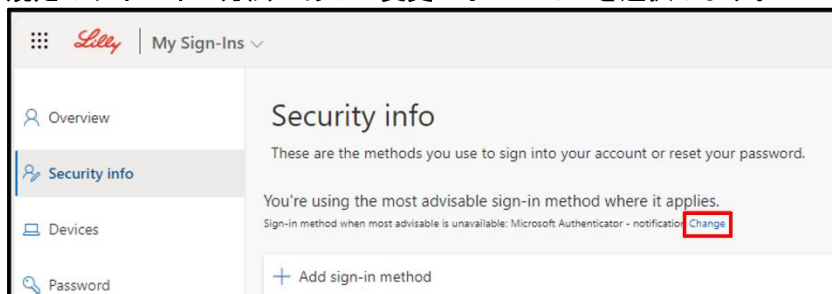 Lilly My Sign-Ins
Overview
Security info
Devices
Password
Security info
These are the methods you use to sign into your account or reset your password.
You're using the most advisable sign-in method where it applies.
Sign-in method when most advisable is unavailable: Microsoft Authenticator - notification Change
Add sign-in method